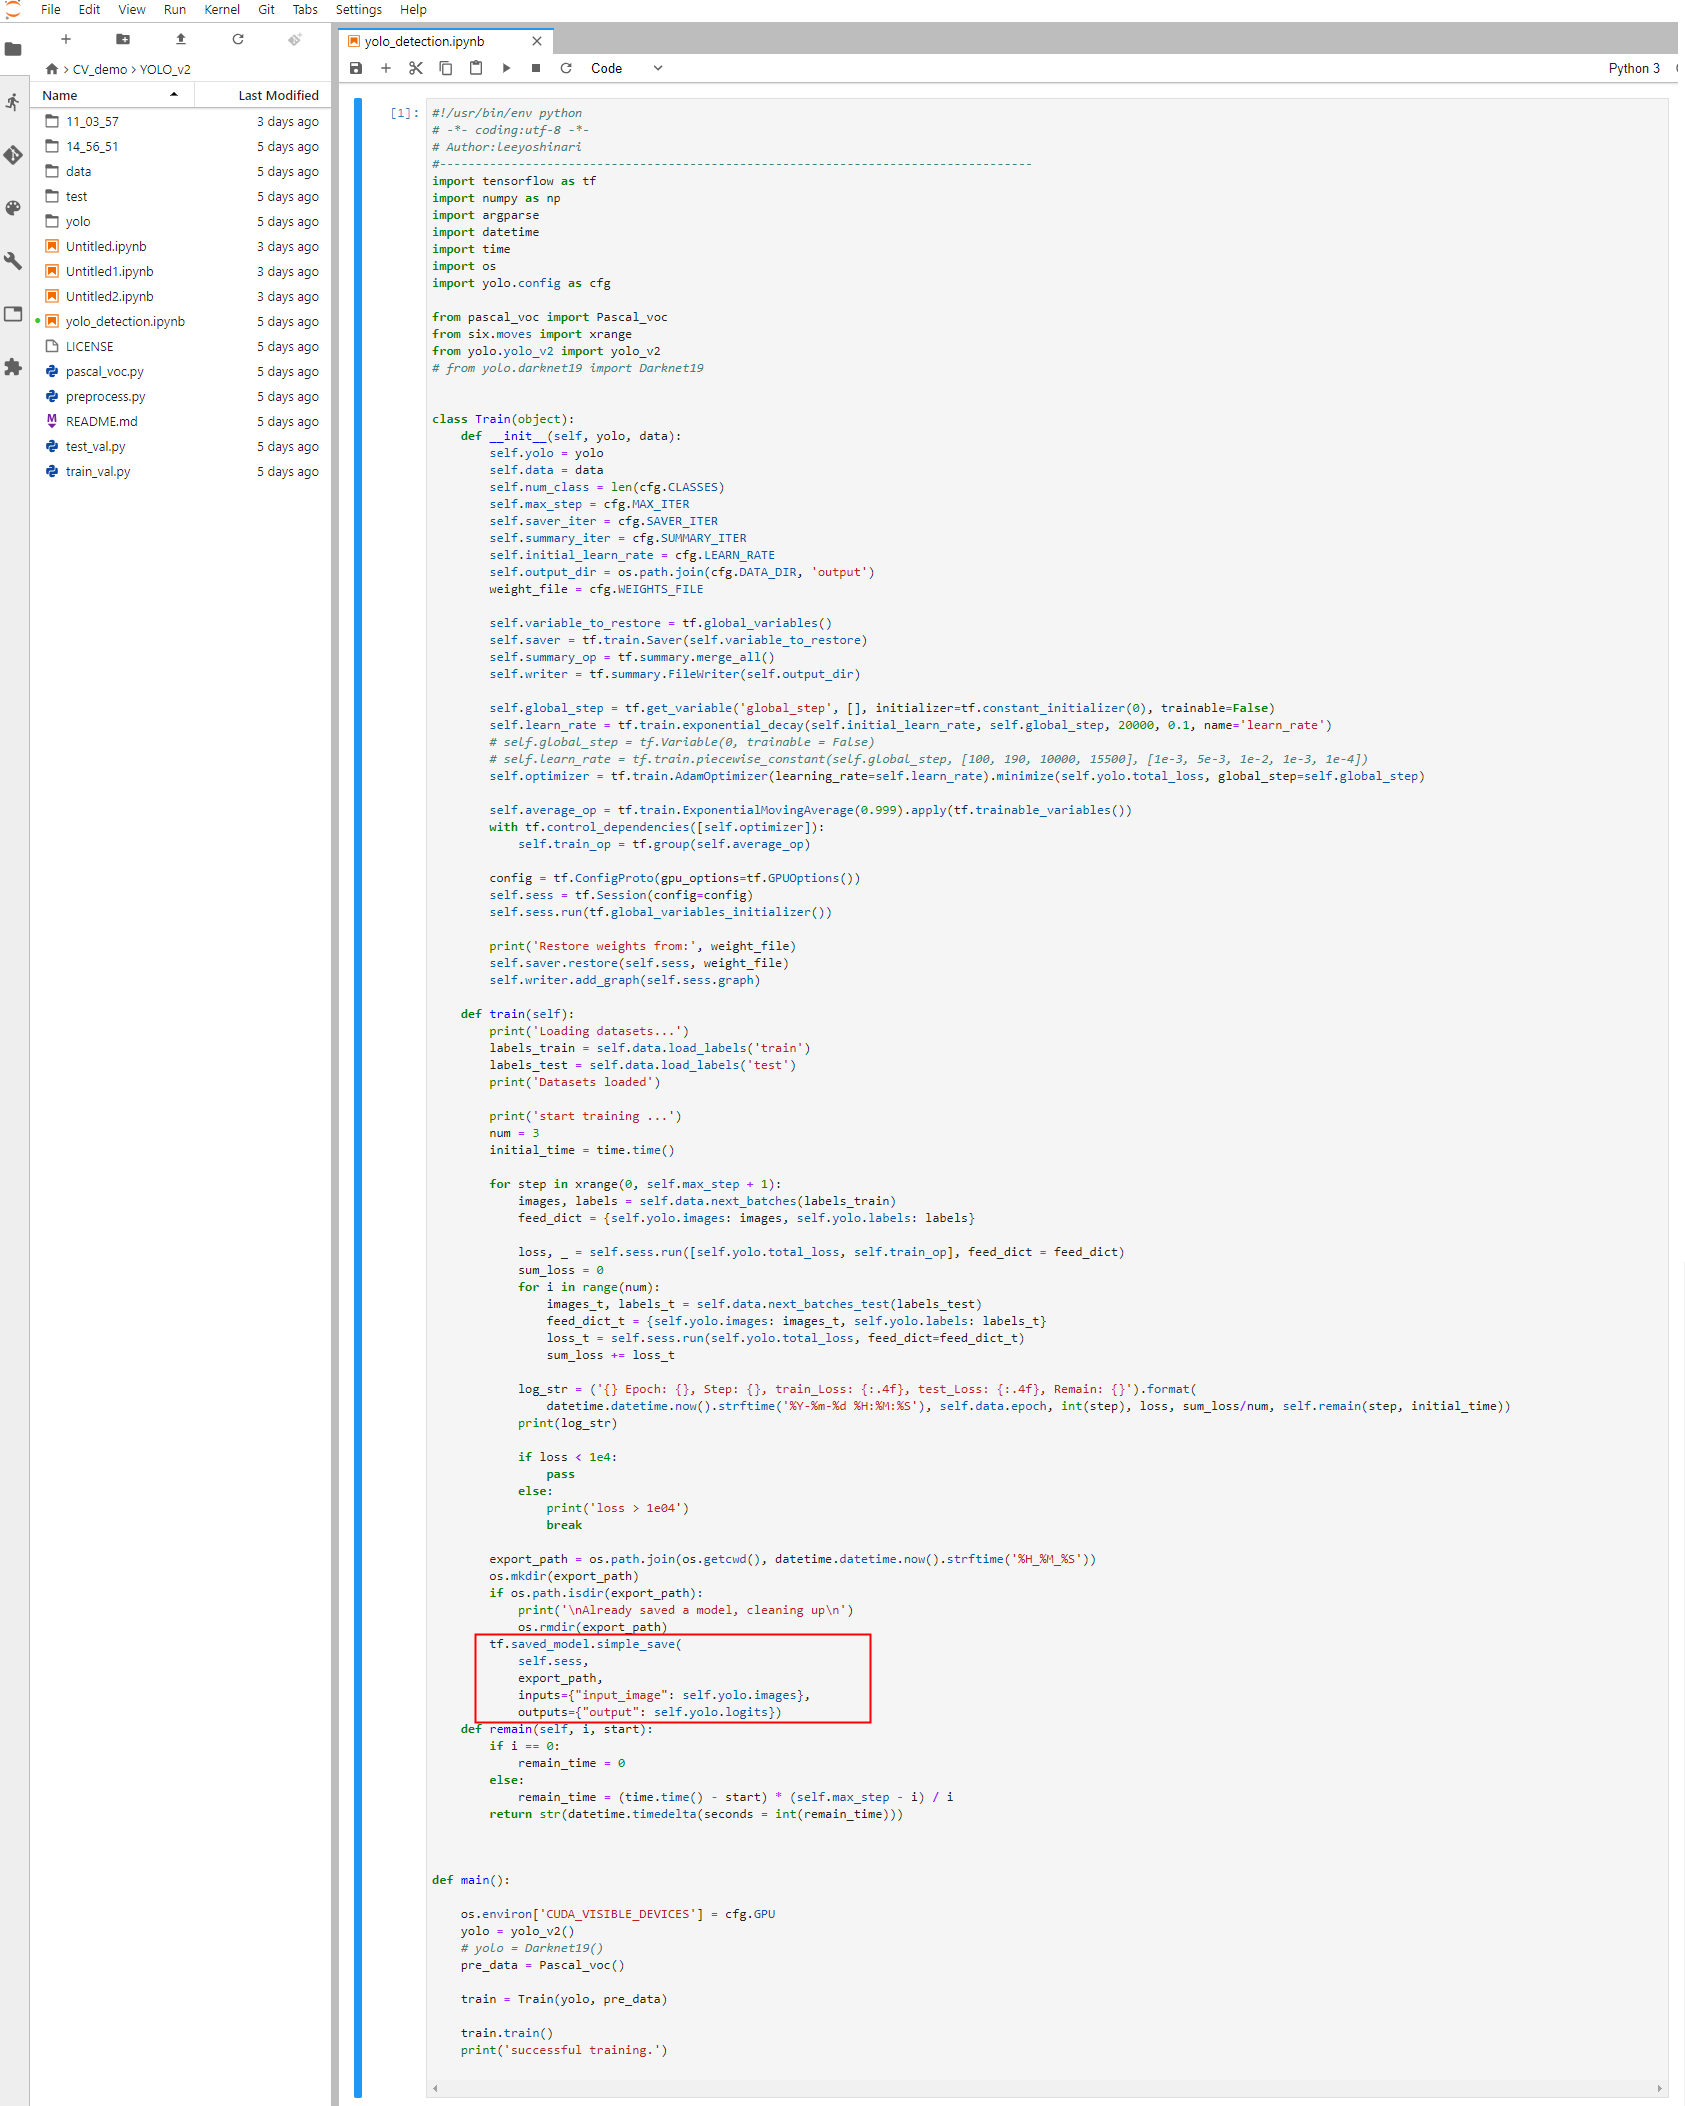 File Edit View Run Kernel Git Tabs Settings Help
CV_demo > YOLO_v2
Name Last Modified
11_03_57 3 days ago
14_56_51 5 days ago
data 5 days ago
test 5 days ago
yolo 5 days ago
Untitled.ipynb 3 days ago
Untitled1.ipynb 3 days ago
Untitled2.ipynb 3 days ago
yolo_detection.ipynb 5 days ago
LICENSE 5 days ago
pascal_voc.py 5 days ago
preprocess.py 5 days ago
README.md 5 days ago
test_val.py 5 days ago
train_val.py 5 days ago
yolo_detection.ipynb
Code
Python 3
[1]:
#!/usr/bin/env python
# -*- coding:utf-8 -*-
# Author:leeyoshinari
#-----------------------------------------------------------------------------------
import tensorflow as tf
import numpy as np
import argparse
import datetime
import time
import os
import yolo.config as cfg
from pascal_voc import Pascal_voc
from six.moves import xrange
from yolo.yolo_v2 import yolo_v2
# from yolo.darknet19 import Darknet19
class Train(object):
    def __init__(self, yolo, data):
        self.yolo = yolo
        self.data = data
        self.num_class = len(cfg.CLASSES)
        self.max_step = cfg.MAX_ITER
        self.saver_iter = cfg.SAVER_ITER
        self.summary_iter = cfg.SUMMARY_ITER
        self.initial_learn_rate = cfg.LEARN_RATE
        self.output_dir = os.path.join(cfg.DATA_DIR, 'output')
        weight_file = cfg.WEIGHTS_FILE
        self.variable_to_restore = tf.global_variables()
        self.saver = tf.train.Saver(self.variable_to_restore)
        self.summary_op = tf.summary.merge_all()
        self.writer = tf.summary.FileWriter(self.output_dir)
        self.global_step = tf.get_variable('global_step', [], initializer=tf.constant_initializer(0), trainable=False)
        self.learn_rate = tf.train.exponential_decay(self.initial_learn_rate, self.global_step, 20000, 0.1, name='learn_rate')
        # self.global_step = tf.Variable(0, trainable = False)
        # self.learn_rate = tf.train.piecewise_constant(self.global_step, [100, 190, 10000, 15500], [1e-3, 5e-3, 1e-2, 1e-3, 1e-4])
        self.optimizer = tf.train.AdamOptimizer(learning_rate=self.learn_rate).minimize(self.yolo.total_loss, global_step=self.global_step)
        self.average_op = tf.train.ExponentialMovingAverage(0.999).apply(tf.trainable_variables())
        with tf.control_dependencies([self.optimizer]):
            self.train_op = tf.group(self.average_op)
        config = tf.ConfigProto(gpu_options=tf.GPUOptions())
        self.sess = tf.Session(config=config)
        self.sess.run(tf.global_variables_initializer())
        print('Restore weights from:', weight_file)
        self.saver.restore(self.sess, weight_file)
        self.writer.add_graph(self.sess.graph)
    def train(self):
        print('Loading datasets...')
        labels_train = self.data.load_labels('train')
        labels_test = self.data.load_labels('test')
        print('Datasets loaded')
        print('start training ...')
        num = 3
        initial_time = time.time()
        for step in xrange(0, self.max_step + 1):
            images, labels = self.data.next_batches(labels_train)
            feed_dict = {self.yolo.images: images, self.yolo.labels: labels}
            loss, _ = self.sess.run([self.yolo.total_loss, self.train_op], feed_dict = feed_dict)
            sum_loss = 0
            for i in range(num):
                images_t, labels_t = self.data.next_batches_test(labels_test)
                feed_dict_t = {self.yolo.images: images_t, self.yolo.labels: labels_t}
                loss_t = self.sess.run(self.yolo.total_loss, feed_dict=feed_dict_t)
                sum_loss += loss_t
            log_str = ('{} Epoch: {}, Step: {}, train_Loss: {:.4f}, test_Loss: {:.4f}, Remain: {}').format(
                datetime.datetime.now().strftime('%Y-%m-%d %H:%M:%S'), self.data.epoch, int(step), loss, sum_loss/num, self.remain(step, initial_time))
            print(log_str)
            if loss < 1e4:
                pass
            else:
                print('loss > 1e04')
                break
        export_path = os.path.join(os.getcwd(), datetime.datetime.now().strftime('%H_%M_%S'))
        os.mkdir(export_path)
        if os.path.isdir(export_path):
            print('\nAlready saved a model, cleaning up\n')
            os.rmdir(export_path)
        tf.saved_model.simple_save(
            self.sess,
            export_path,
            inputs={"input_image": self.yolo.images},
            outputs={"output": self.yolo.logits})
    def remain(self, i, start):
        if i == 0:
            remain_time = 0
        else:
            remain_time = (time.time() - start) * (self.max_step - i) / i
        return str(datetime.timedelta(seconds = int(remain_time)))
def main():
    os.environ['CUDA_VISIBLE_DEVICES'] = cfg.GPU
    yolo = yolo_v2()
    # yolo = Darknet19()
    pre_data = Pascal_voc()
    train = Train(yolo, pre_data)
    train.train()
    print('successful training.')